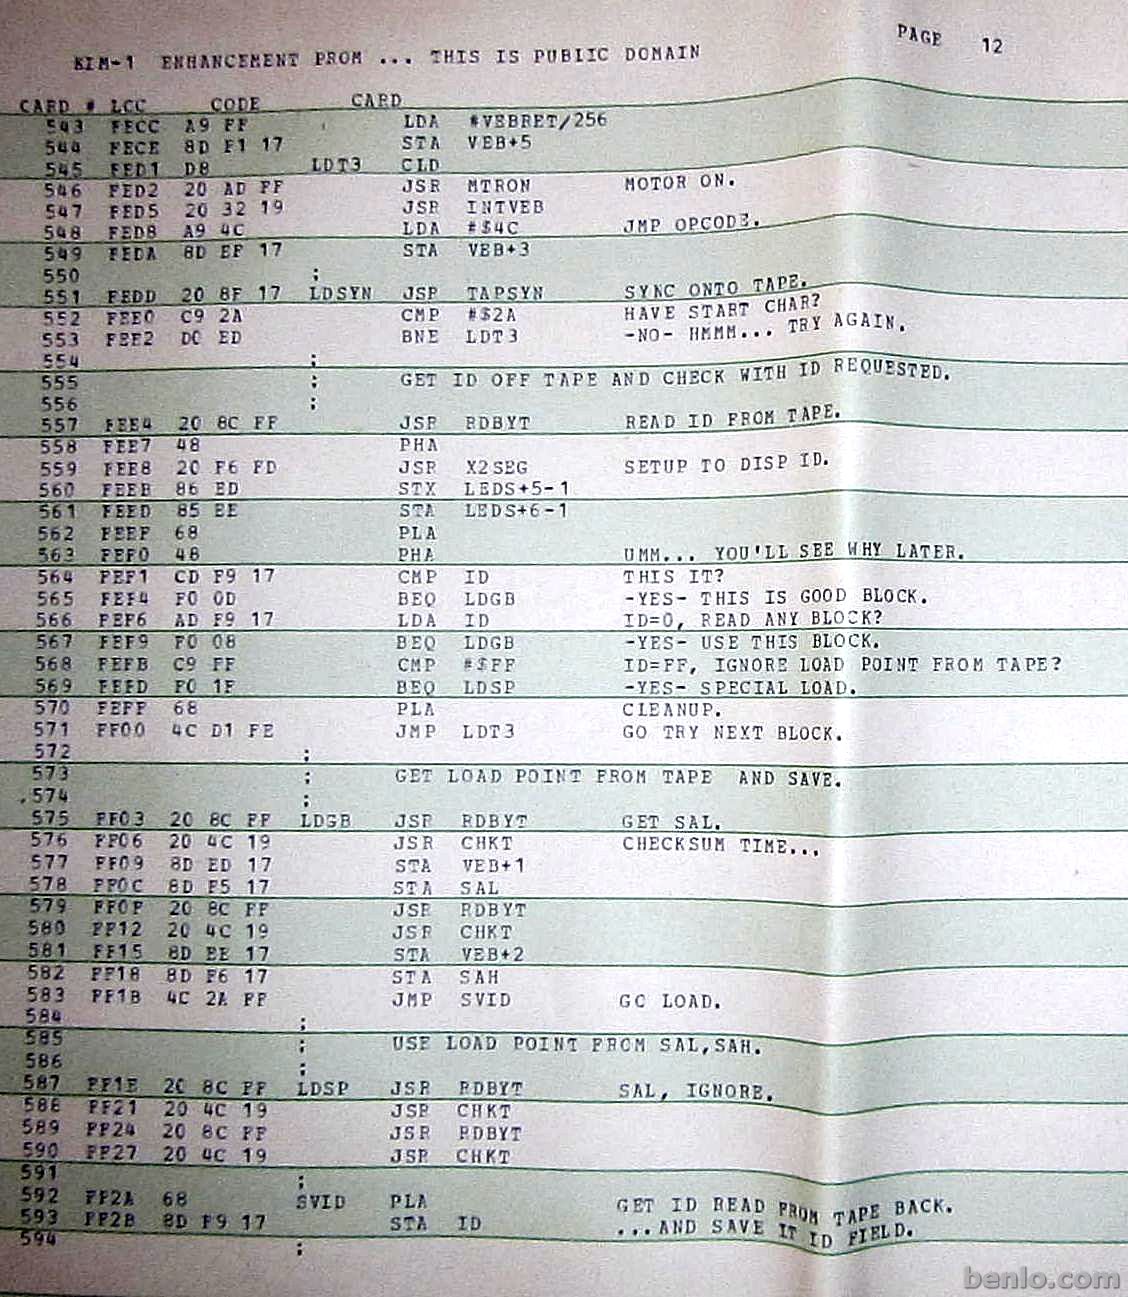 KIM-1 ENHANCEMENT PROM ... THIS IS PUBLIC DOMAIN PAGE 12
CARD # LOC CODE CARD
543 FECC A9 FF LDA #VEBRET/256
544 FECE 8D F1 17 STA VEB+5
545 FED1 D8 LDT3 CLD
546 FED2 20 AD FF JSR MTRON MOTOR ON.
547 FED5 20 32 19 JSR INTVEB
548 FED8 A9 4C LDA #$4C JMP OPCODE.
549 FEDA 8D EF 17 STA VEB+3
550 ;
551 FEDD 20 8F 17 LDSYN JSR TAPSYN SYNC ONTO TAPE.
552 FEE0 C9 2A CMP #$2A HAVE START CHAR?
553 FEE2 D0 ED BNE LDT3 -NO- HMMM... TRY AGAIN.
554 ;
555 ; GET ID OFF TAPE AND CHECK WITH ID REQUESTED.
556 ;
557 FEE4 20 8C FF JSR RDBYT READ ID FROM TAPE.
558 FEE7 48 PHA
559 FEE8 20 F6 FD JSR X2SEG SETUP TO DISP ID.
560 FEEB 86 ED STX LEDS+5-1
561 FEED 85 EE STA LEDS+6-1
562 FEEF 68 PLA
563 FEF0 48 PHA UMM... YOU'LL SEE WHY LATER.
564 FEF1 CD F9 17 CMP ID THIS IT?
565 FEF4 F0 0D BEQ LDGB -YES- THIS IS GOOD BLOCK.
566 FEF6 AD F9 17 LDA ID ID=0, READ ANY BLOCK?
567 FEF9 F0 08 BEQ LDGB -YES- USE THIS BLOCK.
568 FEFB C9 FF CMP #$FF ID=FF, IGNORE LOAD POINT FROM TAPE?
569 FEFD F0 1F BEQ LDSP -YES- SPECIAL LOAD.
570 FEFF 68 PLA CLEANUP.
571 FF00 4C D1 FE JMP LDT3 GO TRY NEXT BLOCK.
572 ;
573 ; GET LOAD POINT FROM TAPE AND SAVE.
574 ;
575 FF03 20 8C FF LDGB JSR RDBYT GET SAL.
576 FF06 20 4C 19 JSR CHKT CHECKSUM TIME...
577 FF09 8D ED 17 STA VEB+1
578 FF0C 8D F5 17 STA SAL
579 FF0F 20 8C FF JSR RDBYT
580 FF12 20 4C 19 JSR CHKT
581 FF15 8D EE 17 STA VEB+2
582 FF18 8D F6 17 STA SAH
583 FF1B 4C 2A FF JMP SVID GO LOAD.
584 ;
585 ; USE LOAD POINT FROM SAL,SAH.
586 ;
587 FF1E 20 8C FF LDSP JSR RDBYT SAL, IGNORE.
588 FF21 20 4C 19 JSR CHKT
589 FF24 20 8C FF JSR RDBYT
590 FF27 20 4C 19 JSR CHKT
591 ;
592 FF2A 68 SVID PLA GET ID READ FROM TAPE BACK.
593 FF2B 8D F9 17 STA ID ...AND SAVE IT ID FIELD.
594 ;
benlo.com